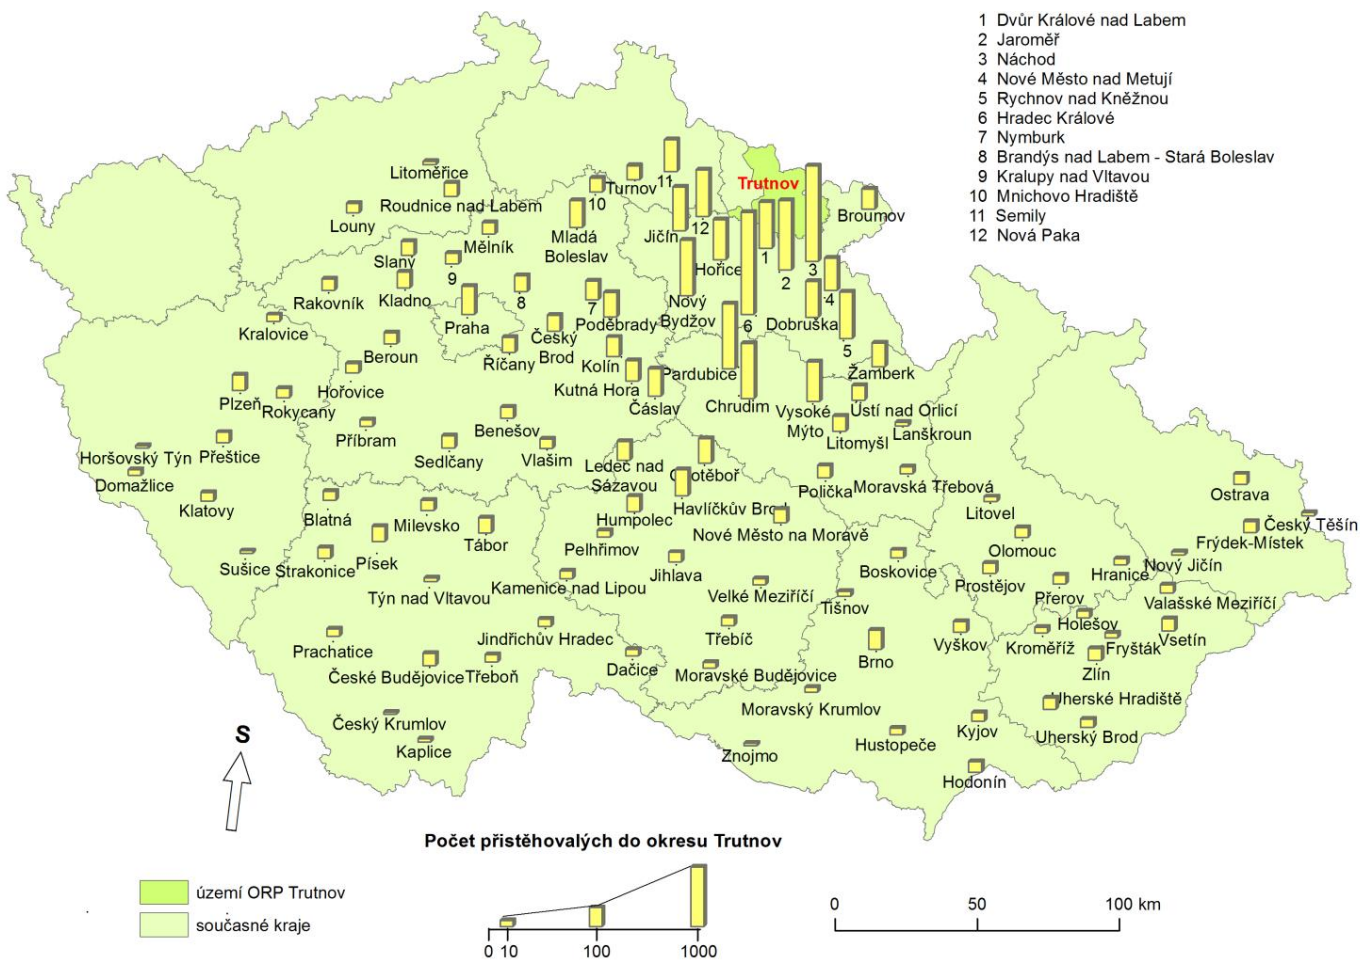 1 Dvůr Králové nad Labem
2 Jaroměř
3 Náchod
4 Nové Město nad Metují
5 Rychnov nad Kněžnou
6 Hradec Králové
7 Nymburk
8 Brandýs nad Labem - Stará Boleslav
9 Kralupy nad Vltavou
10 Mnichovo Hradiště
11 Semily
12 Nová Paka
Litoměřice
Roudnice nad Labem
Louny
Mělník
Slaný
9
Kladno
Rakovník
Kralovice
Praha
8
Beroun
Říčany
Český
Brod
Hořovice
Turnov
10
11
12
Mladá
Boleslav
Jičín
Trutnov
Broumov
Hořice
1
2
3
4
Nový
Bydžov
6
Dobruška
5
7
Poděbrady
Kolín
Kutná Hora
Čáslav
Pardubice
Chrudim
Žamberk
Vysoké
Mýto
Ústí nad Orlicí
Litomyšl
Lanškroun
Plzeň
Rokycany
Příbram
Benešov
Sedlčany
Vlašim
Přeštice
Horšovský Týn
Domažlice
Klatovy
Ledeč nad
Sázavou
Chotěboř
Havlíčkův Brod
Humpolec
Nové Město na Moravě
Polička
Moravská Třebová
Litovel
Ostrava
Český Těšín
Frýdek-Místek
Blatná
Milevsko
Tábor
Písek
Strakonice
Sušice
Pelhřimov
Jihlava
Kamenice nad Lipou
Velké Meziříčí
Týn nad Vltavou
Boskovice
Tišnov
Olomouc
Prostějov
Přerov
Hranice
Nový Jičín
Valašské Meziříčí
Holešov
Kroměříž
Fryšták
Vsetín
Zlín
Vyškov
Brno
Třebíč
Jindřichův Hradec
Prachatice
České Budějovice
Třeboň
Dačice
Moravské Budějovice
Moravský Krumlov
Uherské Hradiště
Uherský Brod
Kyjov
Hustopeče
Hodonín
Znojmo
Český Krumlov
Kaplice
S
Počet přistěhovalých do okresu Trutnov
území ORP Trutnov
současné kraje
0 10 100 1000
0 50 100 km